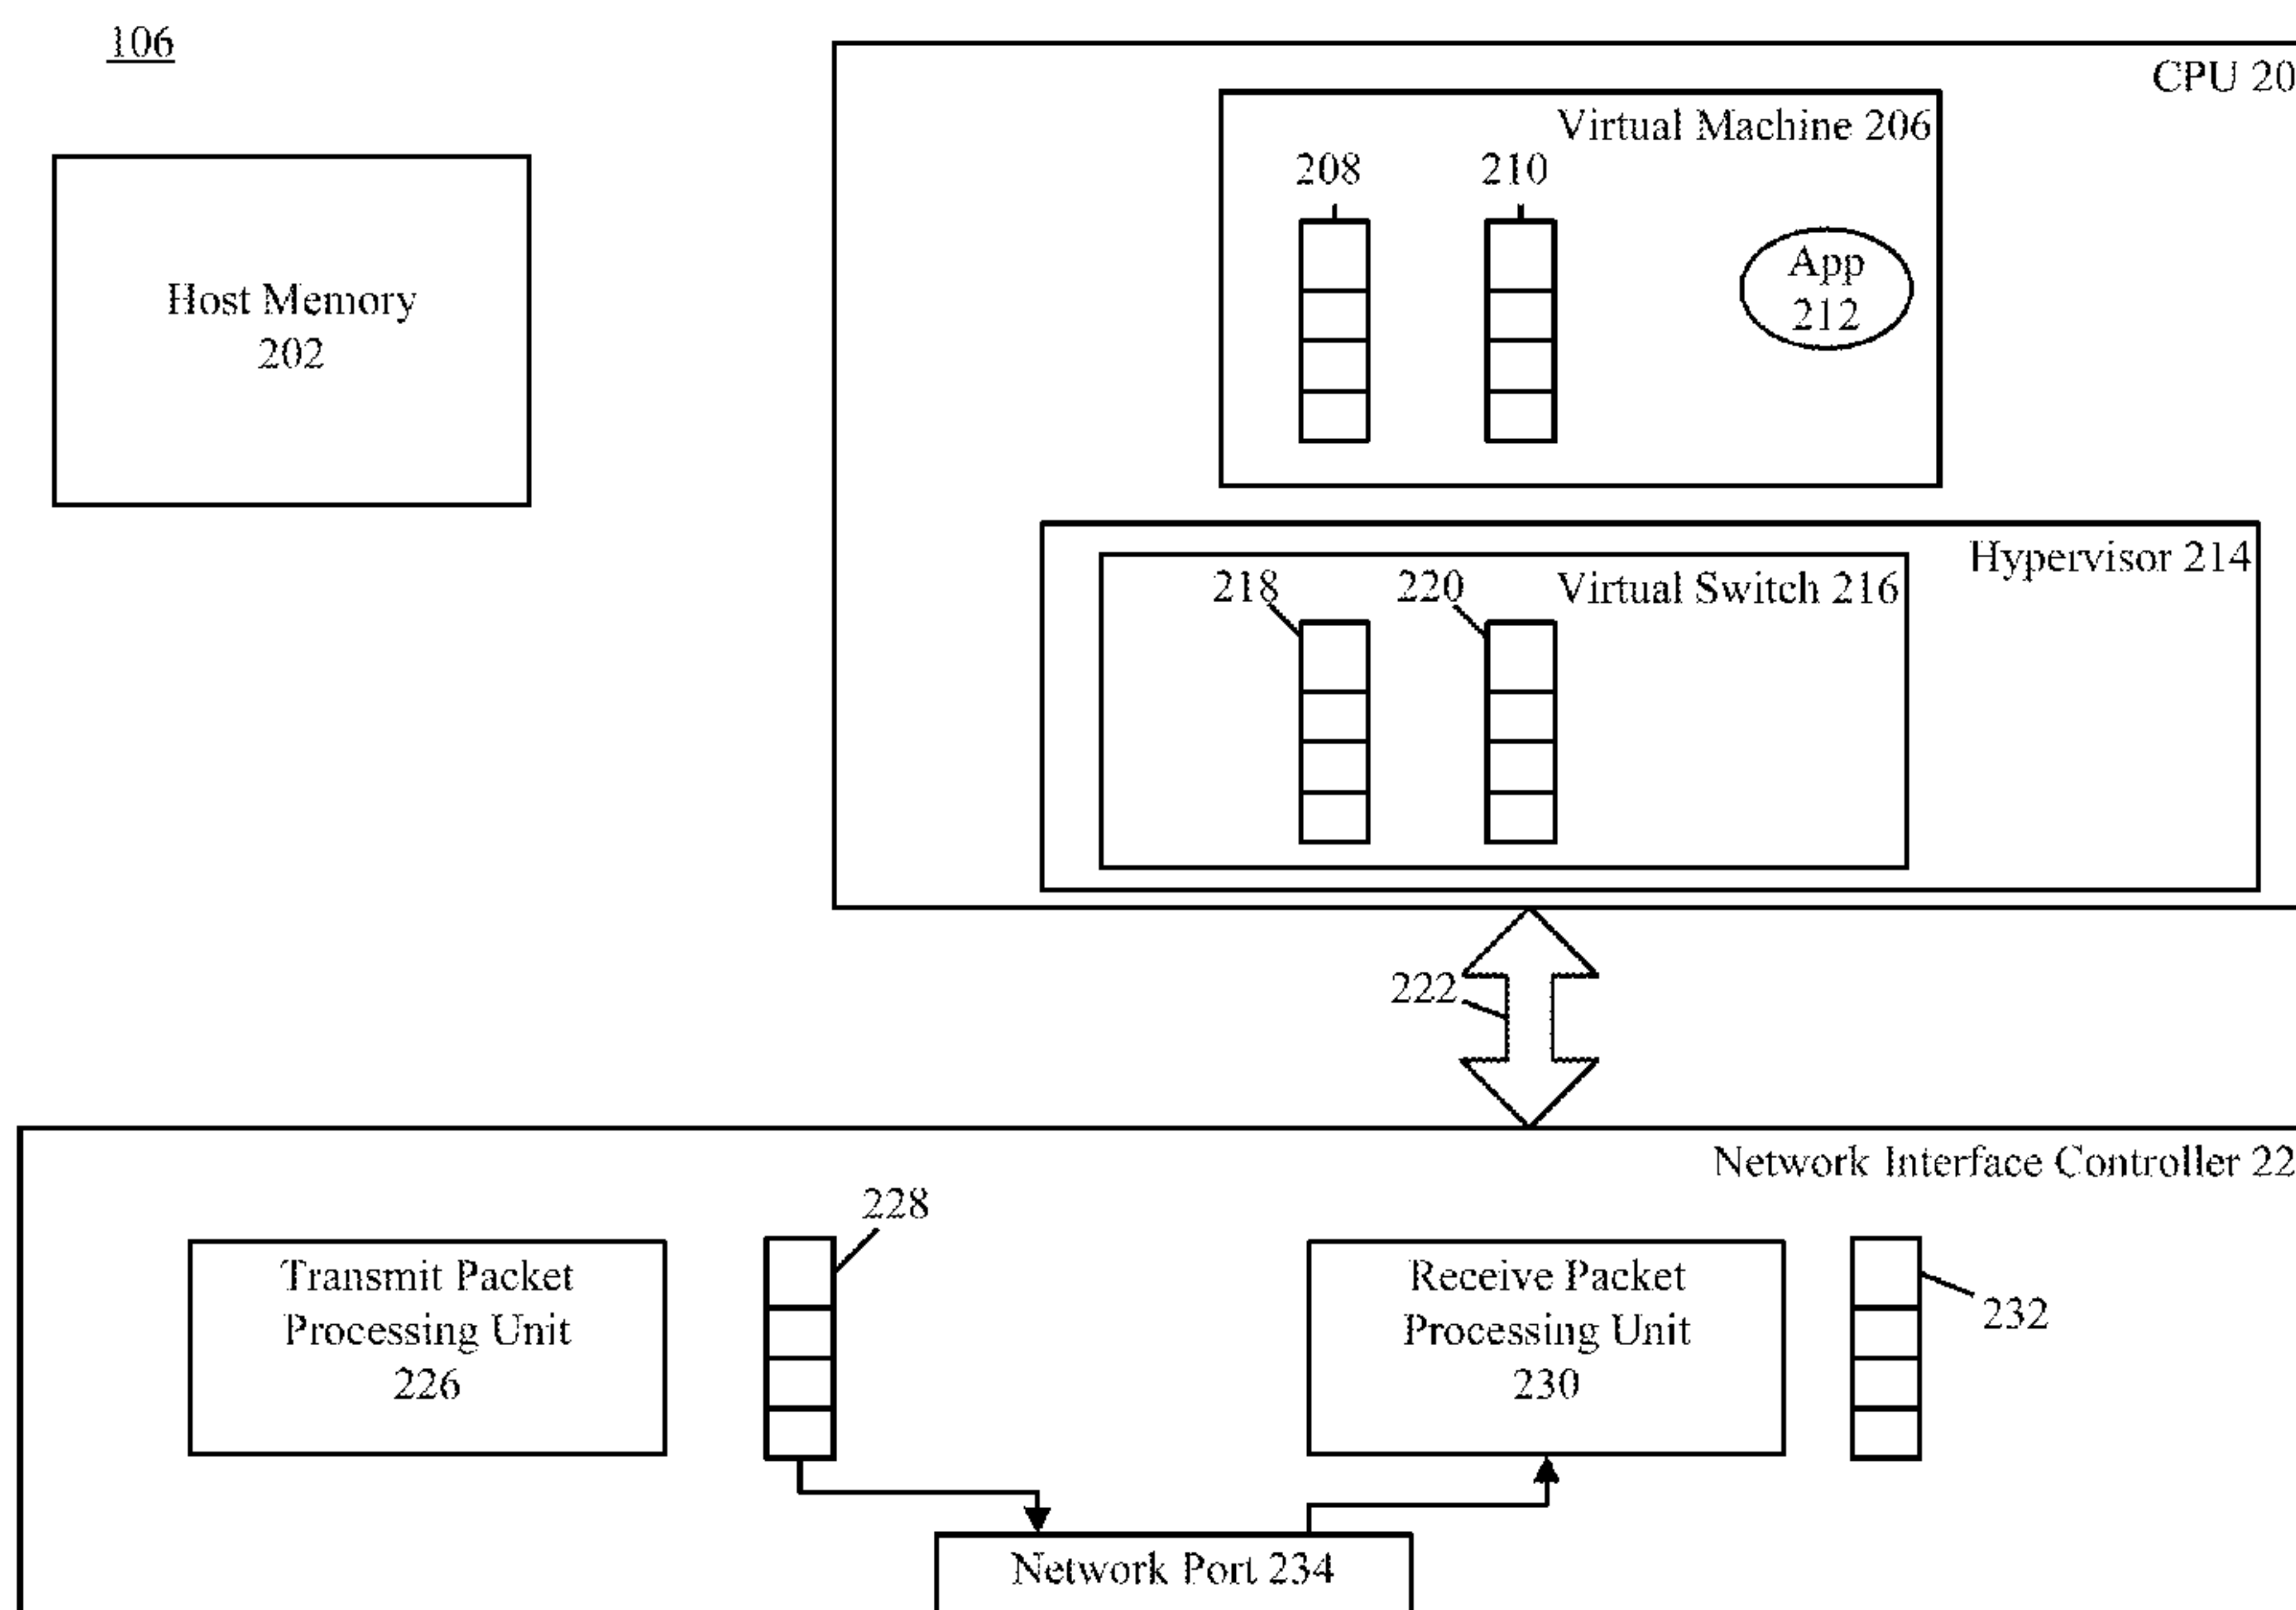 106
CPU 20
Virtual Machine 206
208
210
App
212
Host Memory
202
Hypervisor 214
Virtual Switch 216
218
220
222
Network Interface Controller 22
228
Transmit Packet
Processing Unit
226
Receive Packet
Processing Unit
230
232
Network Port 234